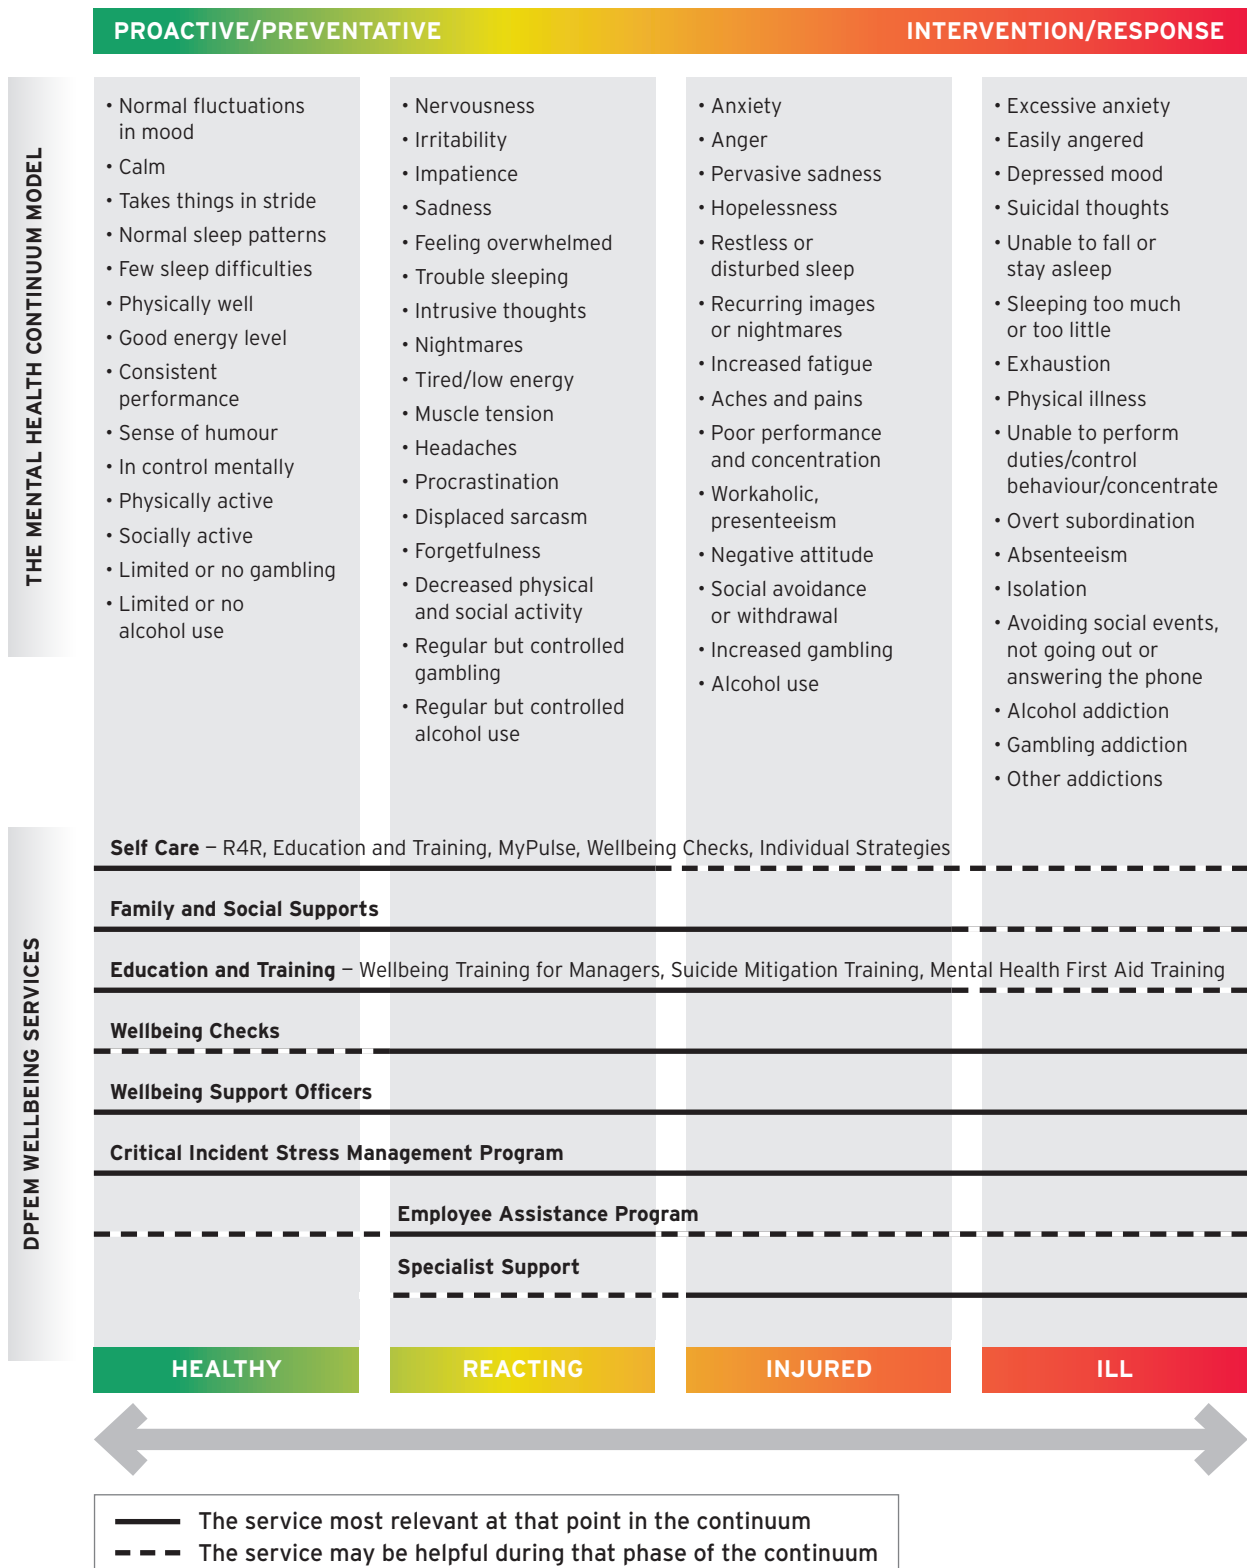 PROACTIVE/PREVENTATIVE
INTERVENTION/RESPONSE
THE MENTAL HEALTH CONTINUUM MODEL
• Normal fluctuations
in mood
• Calm
• Takes things in stride
• Normal sleep patterns
• Few sleep difficulties
• Physically well
• Good energy level
• Consistent
performance
• Sense of humour
• In control mentally
• Physically active
• Socially active
• Limited or no gambling
• Limited or no
alcohol use
• Nervousness
• Irritability
• Impatience
• Sadness
• Feeling overwhelmed
• Trouble sleeping
• Intrusive thoughts
• Nightmares
• Tired/low energy
• Muscle tension
• Headaches
• Procrastination
• Displaced sarcasm
• Forgetfulness
• Decreased physical
and social activity
• Regular but controlled
gambling
• Regular but controlled
alcohol use
• Anxiety
• Anger
• Pervasive sadness
• Hopelessness
• Restless or
disturbed sleep
• Recurring images
or nightmares
• Increased fatigue
• Aches and pains
• Poor performance
and concentration
• Workaholic,
presenteeism
• Negative attitude
• Social avoidance
or withdrawal
• Increased gambling
• Alcohol use
• Excessive anxiety
• Easily angered
• Depressed mood
• Suicidal thoughts
• Unable to fall or
stay asleep
• Sleeping too much
or too little
• Exhaustion
• Physical illness
• Unable to perform
duties/control
behaviour/concentrate
• Overt subordination
• Absenteeism
• Isolation
• Avoiding social events,
not going out or
answering the phone
• Alcohol addiction
• Gambling addiction
• Other addictions
DPFEM WELLBEING SERVICES
Self Care – R4R, Education and Training, MyPulse, Wellbeing Checks, Individual Strategies
Family and Social Supports
Education and Training – Wellbeing Training for Managers, Suicide Mitigation Training, Mental Health First Aid Training
Wellbeing Checks
Wellbeing Support Officers
Critical Incident Stress Management Program
Employee Assistance Program
Specialist Support
HEALTHY
REACTING
INJURED
ILL
The service most relevant at that point in the continuum
The service may be helpful during that phase of the continuum